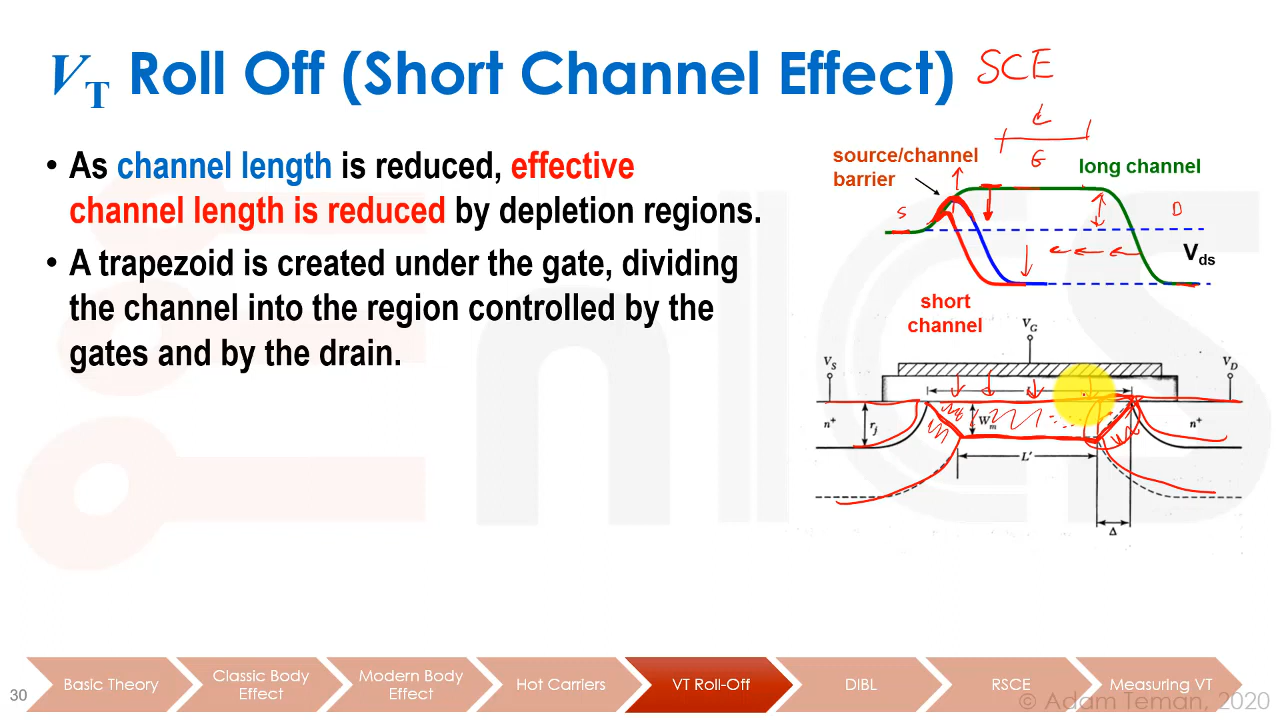 V_T Roll Off (Short Channel Effect) SCE
• As channel length is reduced, effective
channel length is reduced by depletion regions.
• A trapezoid is created under the gate, dividing
the channel into the region controlled by the
gates and by the drain.
L
G
source/channel
barrier
long channel
S
D
V_ds
short
channel
V_G
V_S
V_D
n+
r_j
W_m
n+
L'
Δ
30
Basic Theory
Classic Body
Effect
Modern Body
Effect
Hot Carriers
VT Roll-Off
DIBL
RSCE
Measuring VT
© Adam Teman, 2020